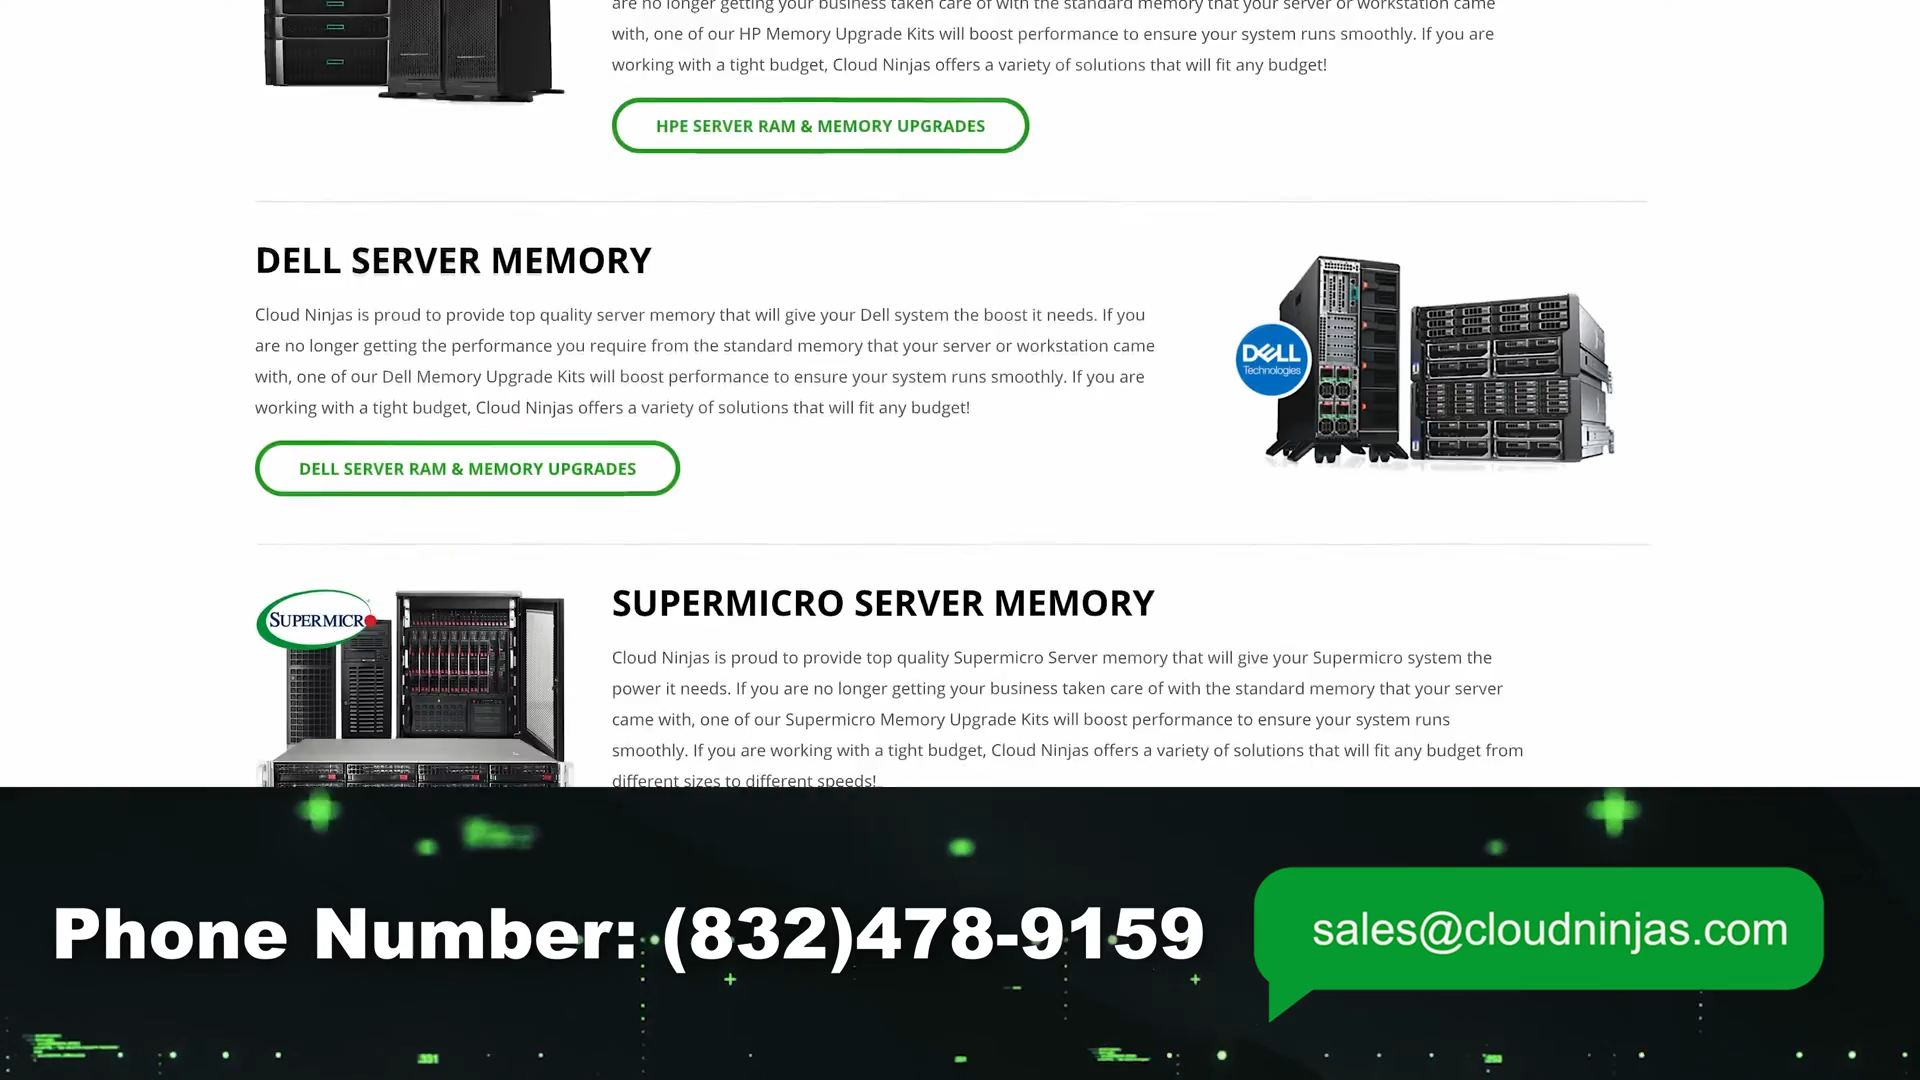 are no longer getting your business taken care of with the standard memory that your server or workstation came
with, one of our HP Memory Upgrade Kits will boost performance to ensure your system runs smoothly. If you are
working with a tight budget, Cloud Ninjas offers a variety of solutions that will fit any budget!
HPE SERVER RAM & MEMORY UPGRADES
DELL SERVER MEMORY
Cloud Ninjas is proud to provide top quality server memory that will give your Dell system the boost it needs. If you
are no longer getting the performance you require from the standard memory that your server or workstation came
with, one of our Dell Memory Upgrade Kits will boost performance to ensure your system runs smoothly. If you are
working with a tight budget, Cloud Ninjas offers a variety of solutions that will fit any budget!
DELL SERVER RAM & MEMORY UPGRADES
DELL
Technologies
SUPERMICRO
SUPERMICRO SERVER MEMORY
Cloud Ninjas is proud to provide top quality Supermicro Server memory that will give your Supermicro system the
power it needs. If you are no longer getting your business taken care of with the standard memory that your server
came with, one of our Supermicro Memory Upgrade Kits will boost performance to ensure your system runs
smoothly. If you are working with a tight budget, Cloud Ninjas offers a variety of solutions that will fit any budget from
different sizes to different speeds!
Phone Number: (832)478-9159
sales@cloudninjas.com